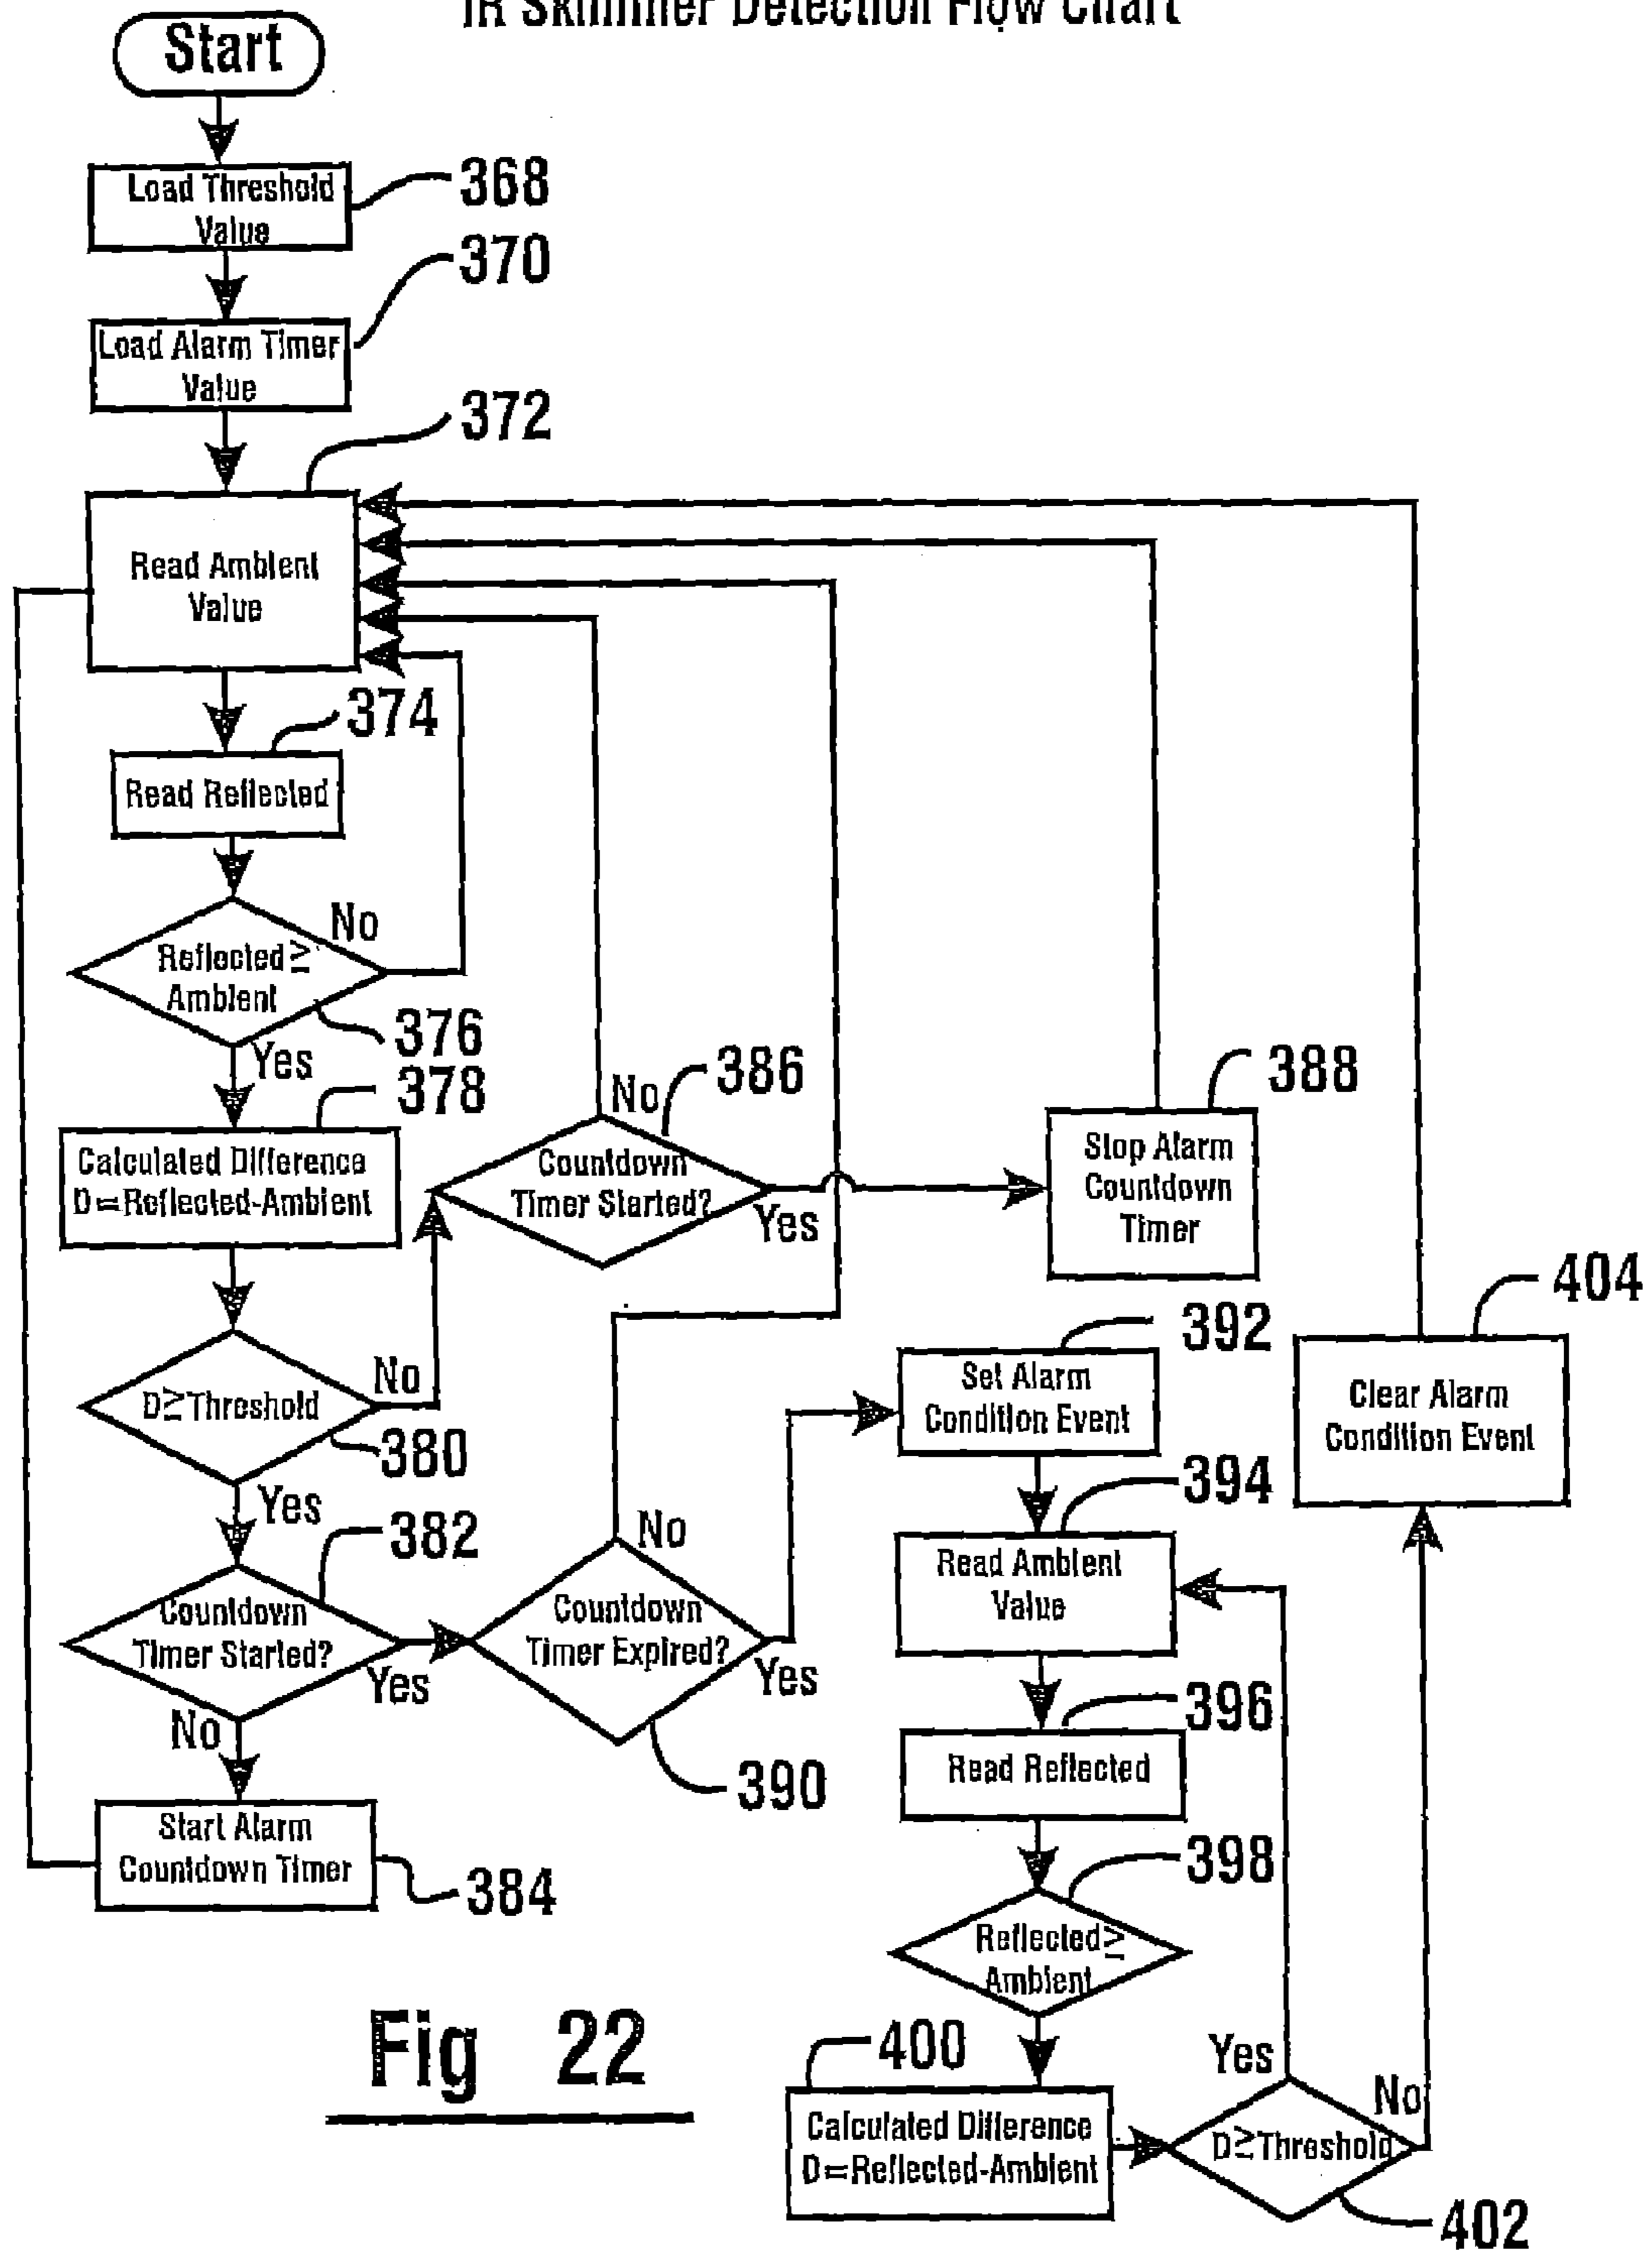 IR Skimmer Detection Flow Chart
Start
Load Threshold
Value
368
Load Alarm Timer
Value
370
372
Read Ambient
Value
374
Read Reflected
No
Reflected ≥
Ambient
376
Yes
378
Calculated Difference
D=Reflected-Ambient
386
No
Countdown
Timer Started?
Yes
388
Stop Alarm
Countdown
Timer
D≥Threshold
No
380
Yes
382
Countdown
Timer Started?
Yes
No
Start Alarm
Countdown Timer
384
No
Countdown
Timer Expired?
Yes
390
392
Set Alarm
Condition Event
394
Read Ambient
Value
396
Read Reflected
398
Reflected ≥
Ambient
400
Calculated Difference
D=Reflected-Ambient
Yes
No
D≥Threshold
402
404
Clear Alarm
Condition Event
Fig 22